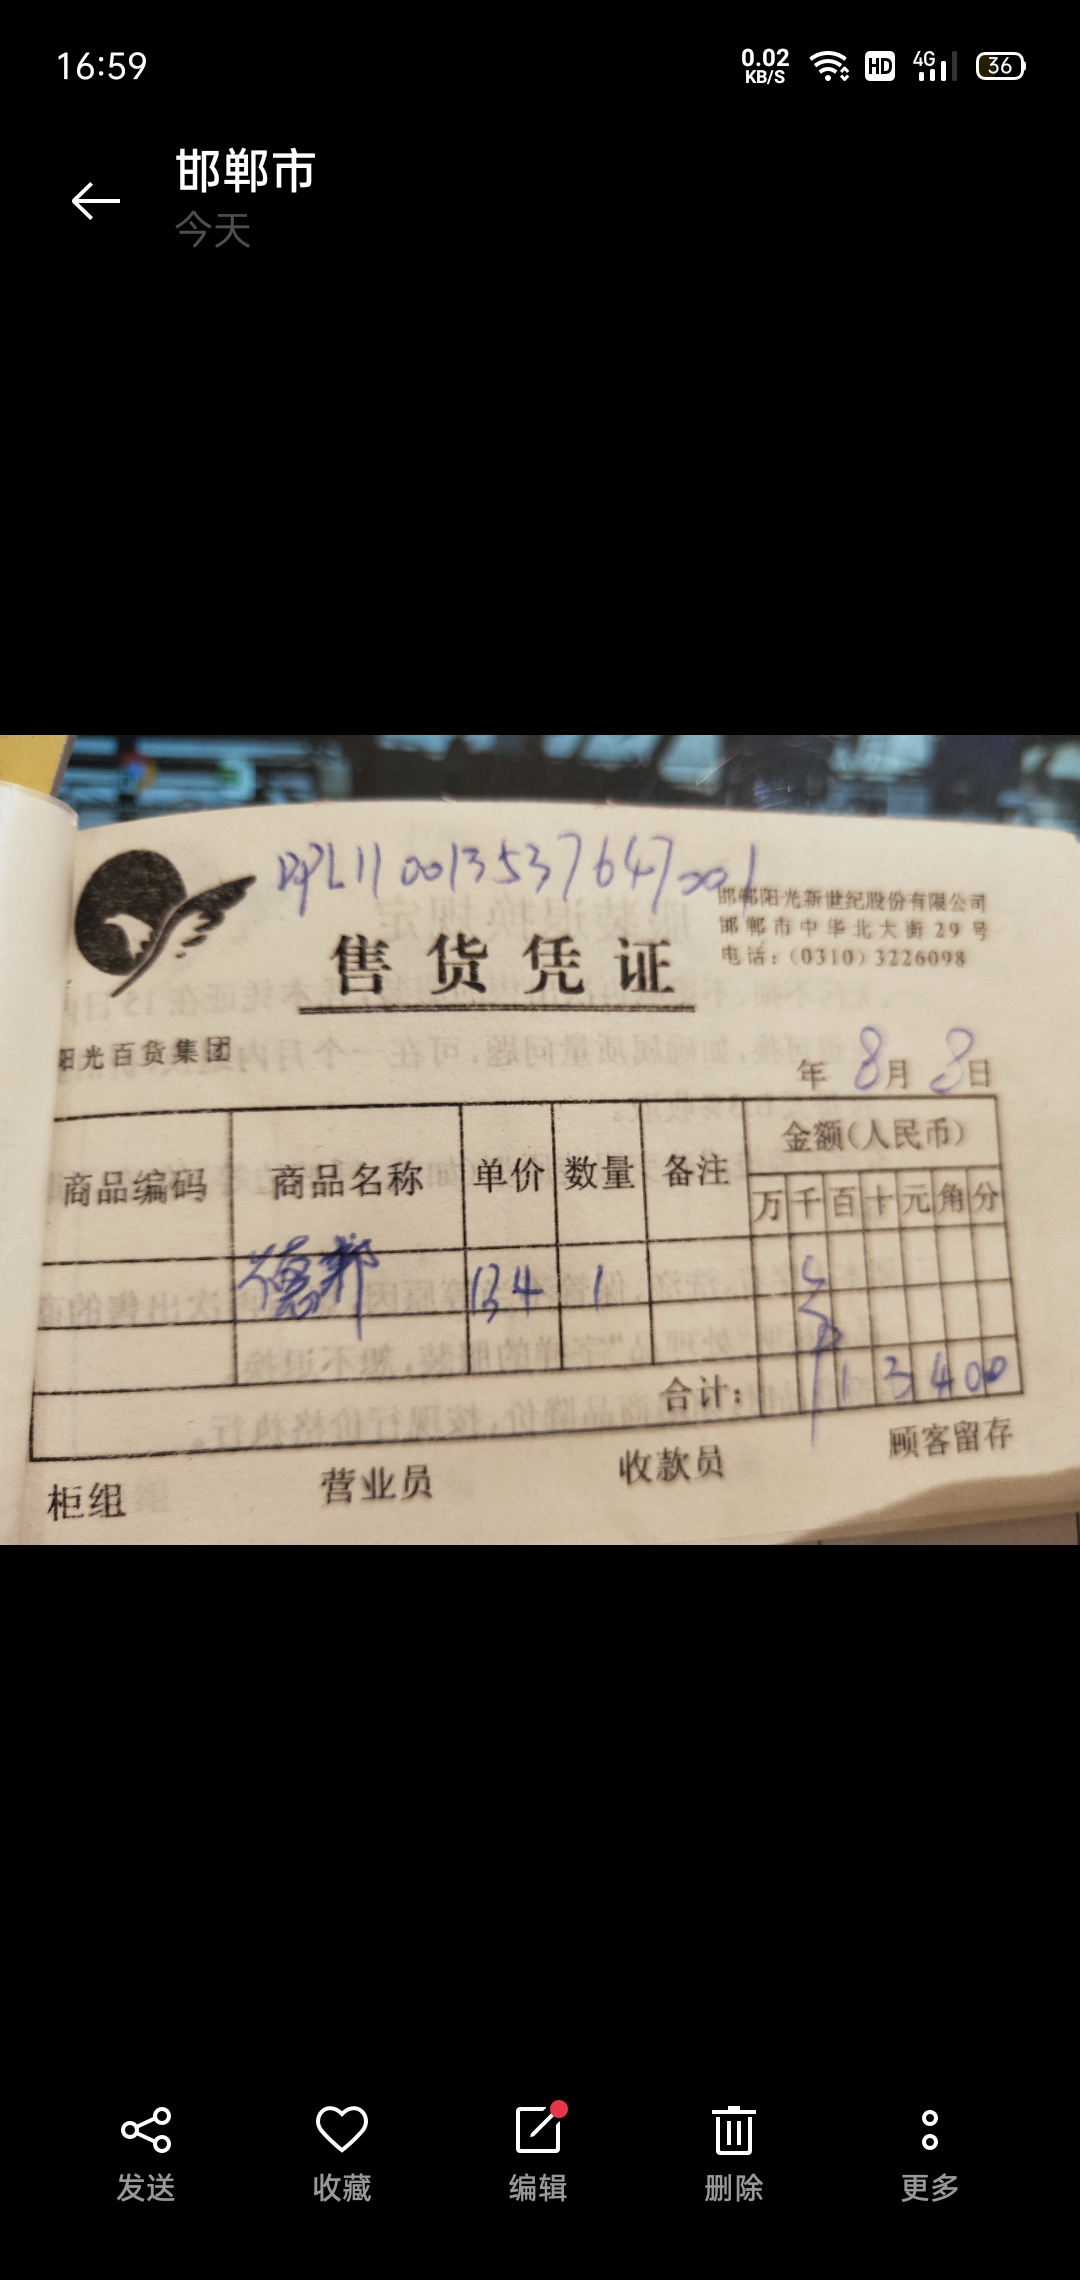 16:59
0.02 KB/S HD 4G 36
邯郸市
今天
110013537647001
邯郸阳光新世纪股份有限公司
邯郸市中华北大街29号
电话:(0310)3226098
售货凭证
阳光百货集团
年 8月 8日
商品编码 商品名称 单价 数量 备注 金额(人民币)
万 千 百 十 元 角 分
德 134 1
合计: 1 3 4 0 0
柜组 营业员 收款员 顾客留存
发送 收藏 编辑 删除 更多